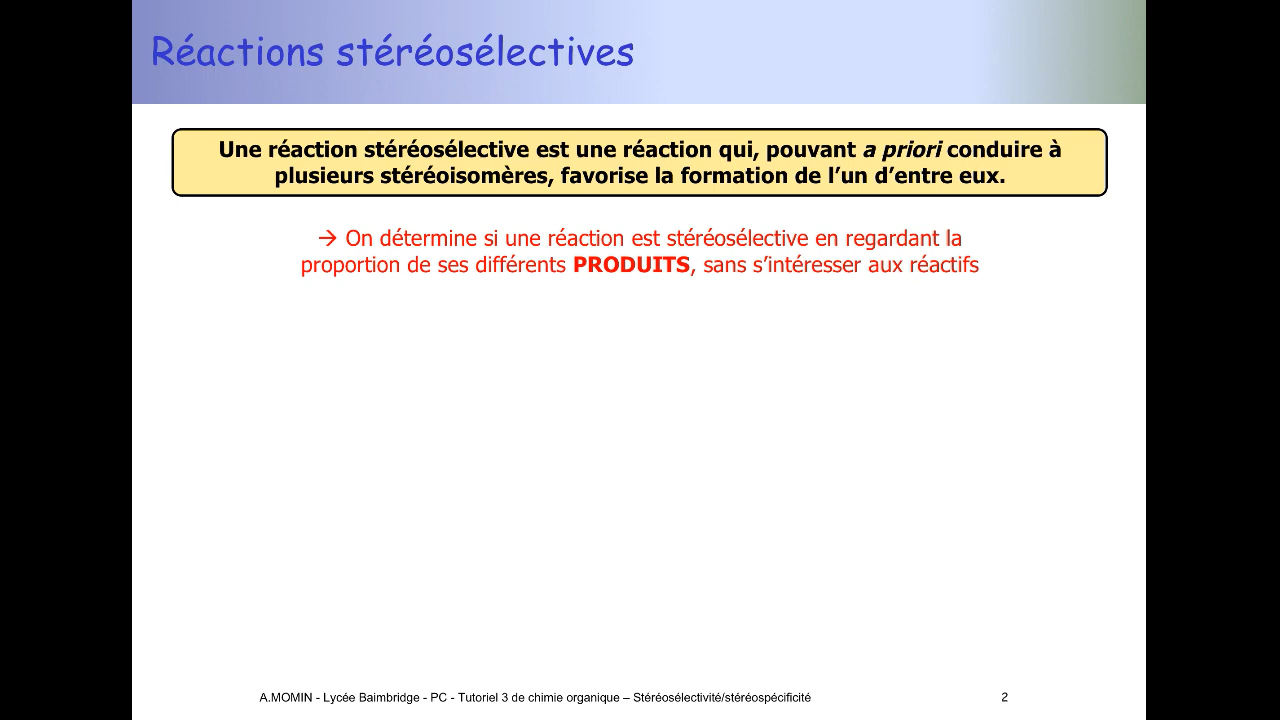 Réactions stéréosélectives
Une réaction stéréosélective est une réaction qui, pouvant a priori conduire à
plusieurs stéréoisomères, favorise la formation de l’un d’entre eux.
→ On détermine si une réaction est stéréosélective en regardant la
proportion de ses différents PRODUITS, sans s’intéresser aux réactifs
A.MOMIN - Lycée Baimbridge - PC - Tutoriel 3 de chimie organique – Stéréosélectivité/stéréospécificité
2